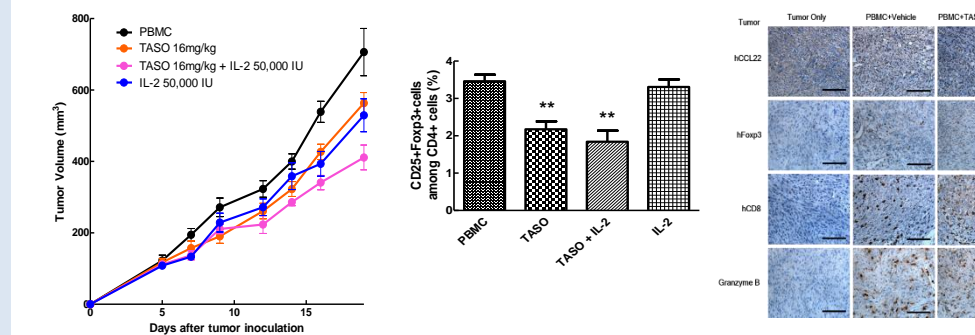 800
600
400
200
0
0
5
10
15
20
Tumor Volume (mm3)
Days after tumor inoculation
PBMC
TASO 16mg/kg
TASO 16mg/kg + IL-2 50,000 IU
IL-2 50,000 IU
4
3
2
1
0
CD25+Foxp3+cells
among CD4+ cells (%)
**
**
PBMC
TASO
TASO + IL-2
IL-2
Tumor
Tumor Only
PBMC+Vehicle
PBMC+TAS
hCCL22
hFoxp3
hCD8
Granzyme B